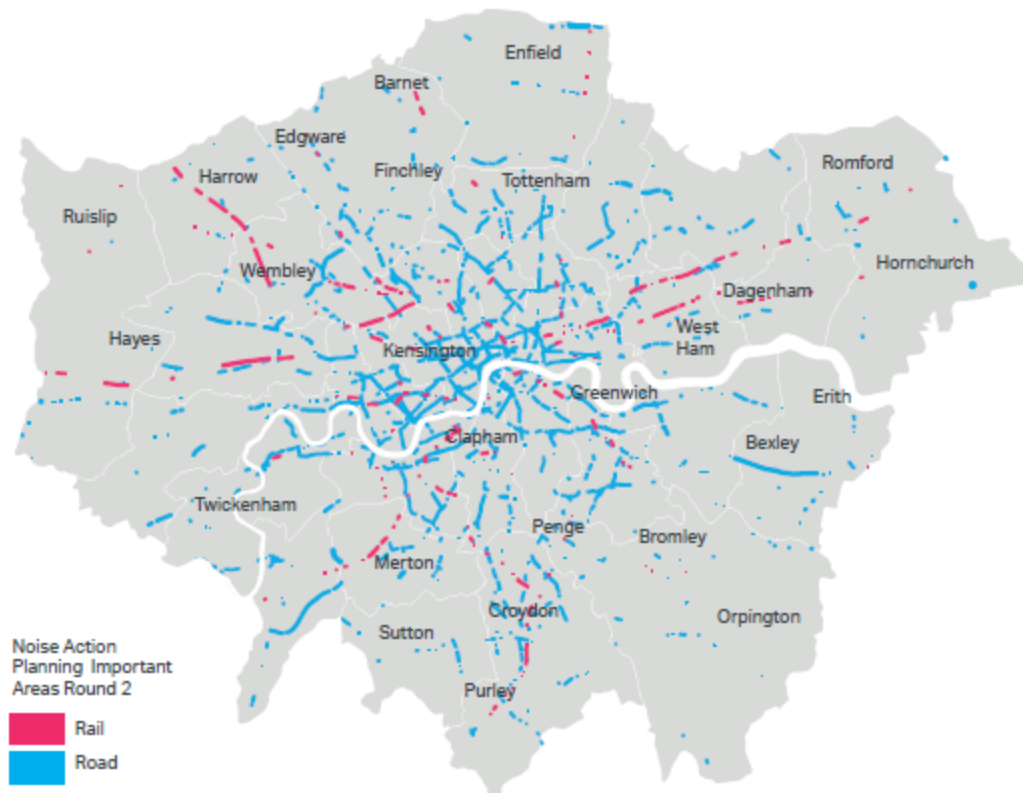 Enfield
Barnet
Edgware
Finchley
Harrow
Tottenham
Romford
Ruislip
Wembley
Hornchurch
Dagenham
Hayes
West
Ham
Kensington
Greenwich
Erith
Clapham
Bexley
Twickenham
Penge
Bromley
Merton
Croydon
Orpington
Sutton
Purley
Noise Action
Planning Important
Areas Round 2
Rail
Road